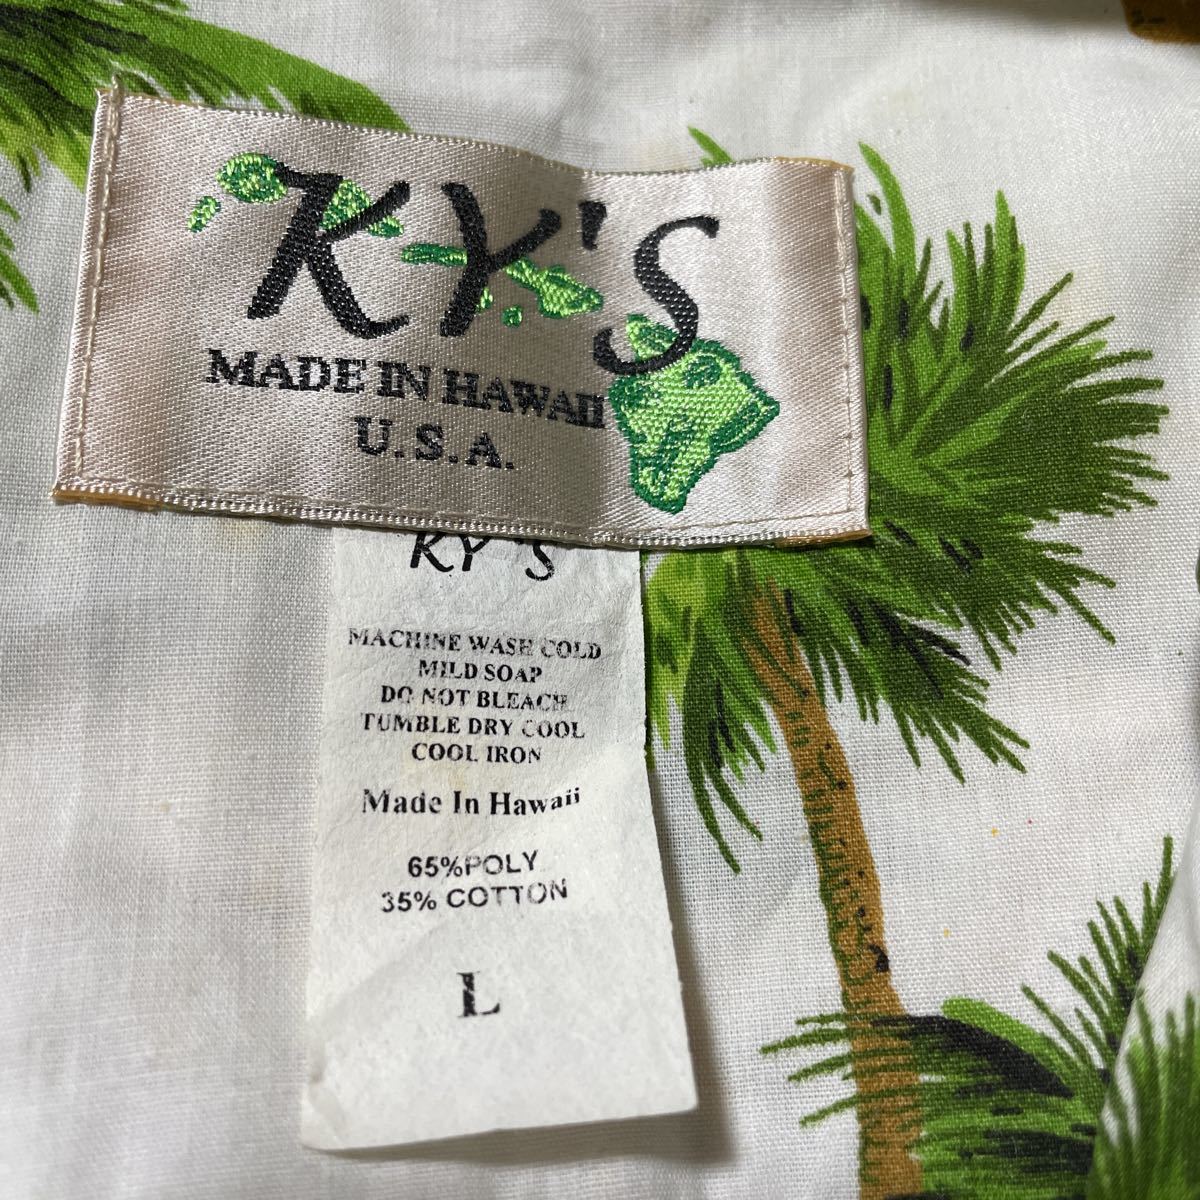 KY'S
MADE IN HAWAII
U.S.A.
KY'S
MACHINE WASH COLD
MILD SOAP
DO NOT BLEACH
TUMBLE DRY COOL
COOL IRON
Made In Hawaii
65%POLY
35% COTTON
L